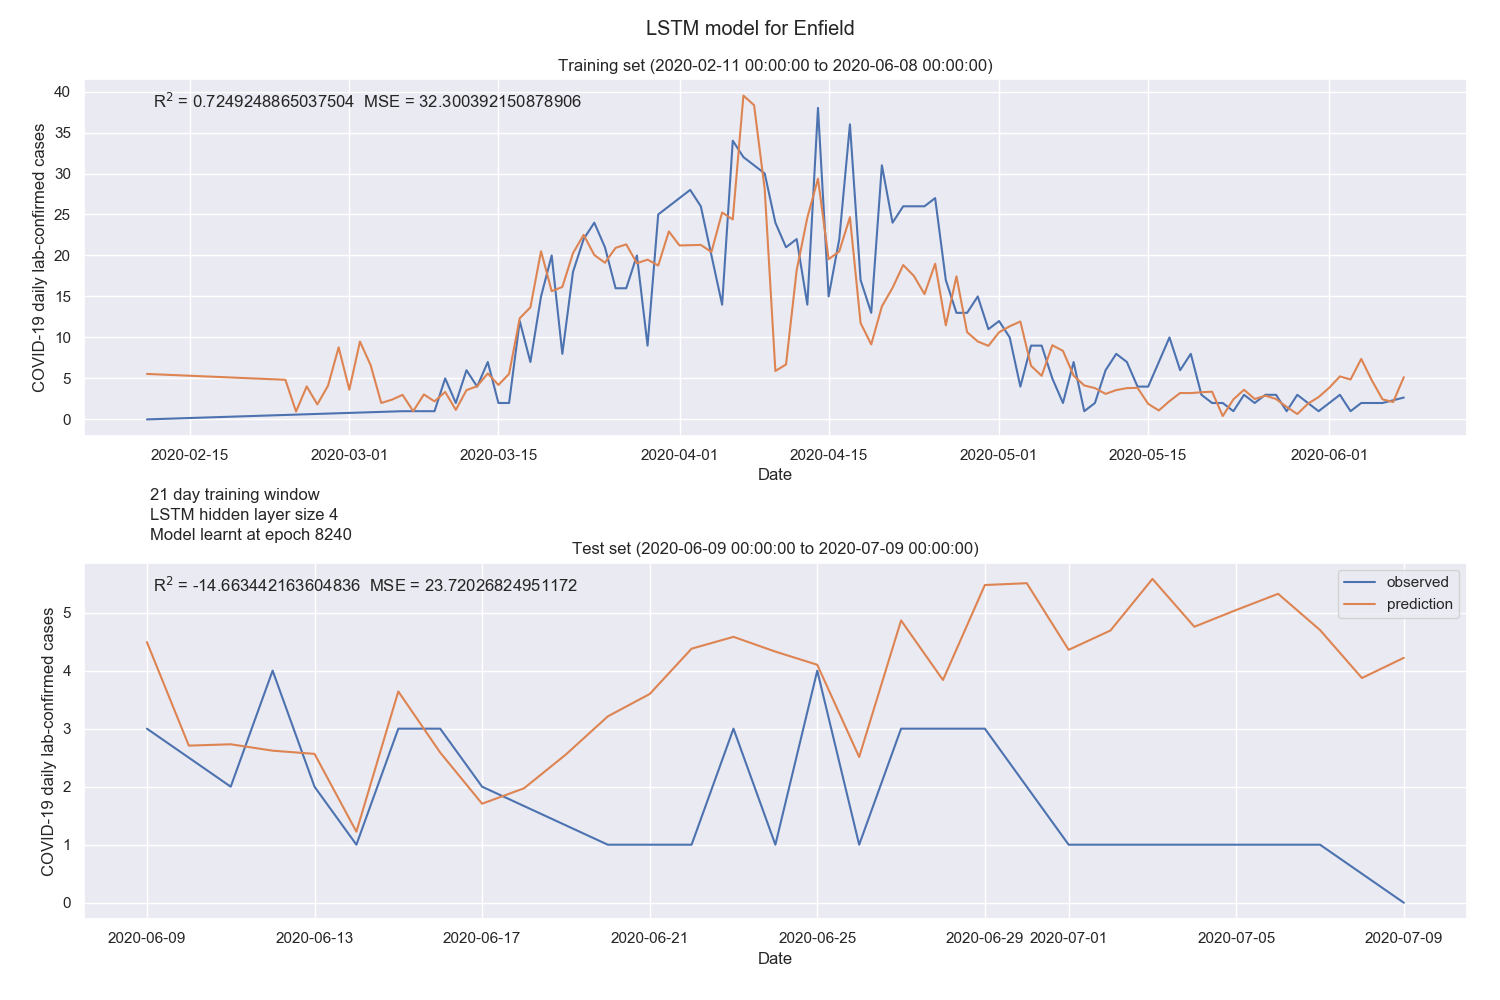 LSTM model for Enfield
Training set (2020-02-11 00:00:00 to 2020-06-08 00:00:00)
R² = 0.7249248865037504 MSE = 32.300392150878906
COVID-19 daily lab-confirmed cases
40
35
30
25
20
15
10
5
0
2020-02-15 2020-03-01 2020-03-15 2020-04-01 2020-04-15 2020-05-01 2020-05-15 2020-06-01
Date
21 day training window
LSTM hidden layer size 4
Model learnt at epoch 8240
Test set (2020-06-09 00:00:00 to 2020-07-09 00:00:00)
R² = -14.663442163604836 MSE = 23.72026824951172
observed
prediction
COVID-19 daily lab-confirmed cases
5
4
3
2
1
0
2020-06-09 2020-06-13 2020-06-17 2020-06-21 2020-06-25 2020-06-29 2020-07-01 2020-07-05 2020-07-09
Date